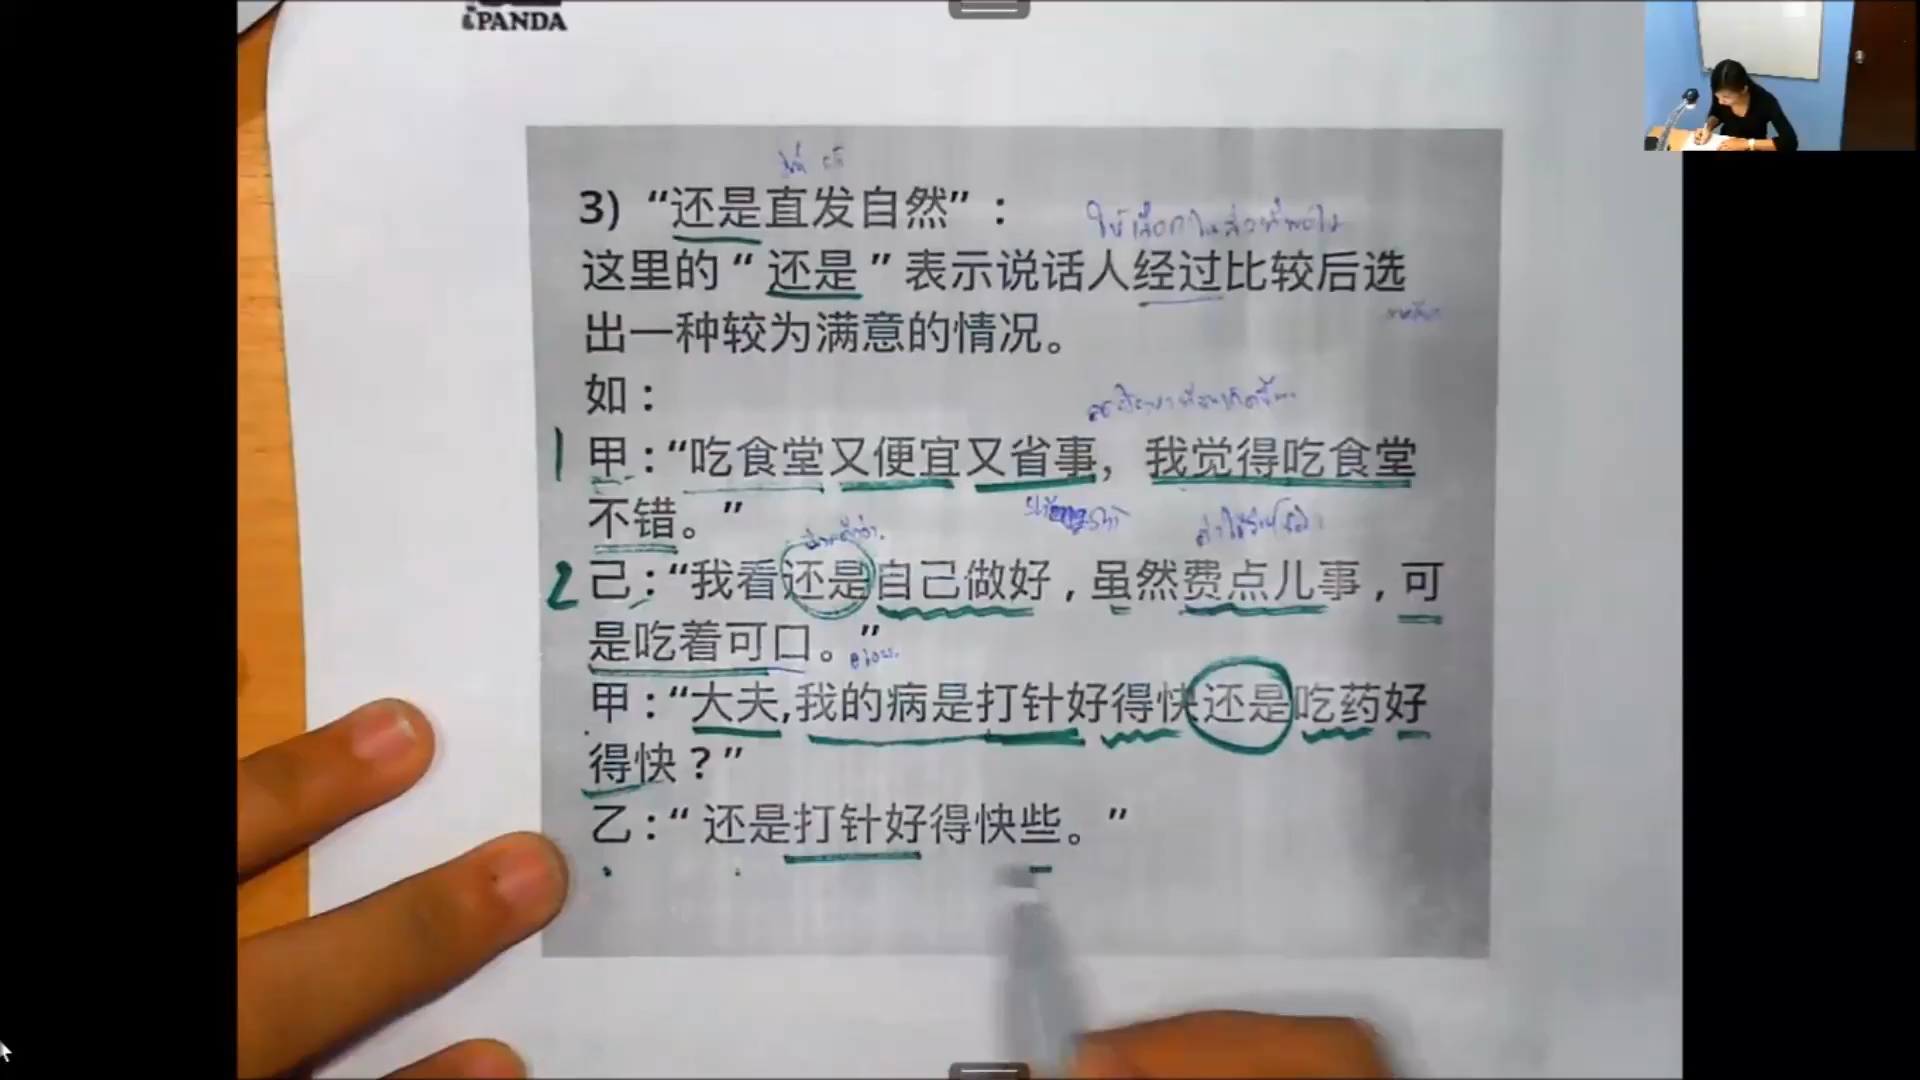 iPANDA
3) “还是直发自然”：
这里的“还是”表示说话人经过比较后选
出一种较为满意的情况。
如：
1 甲：“吃食堂又便宜又省事，我觉得吃食堂
不错。”
2 己：“我看还是自己做好，虽然费点儿事，可
是吃着可口。”
甲：“大夫,我的病是打针好得快还是吃药好
得快？”
乙：“还是打针好得快些。”